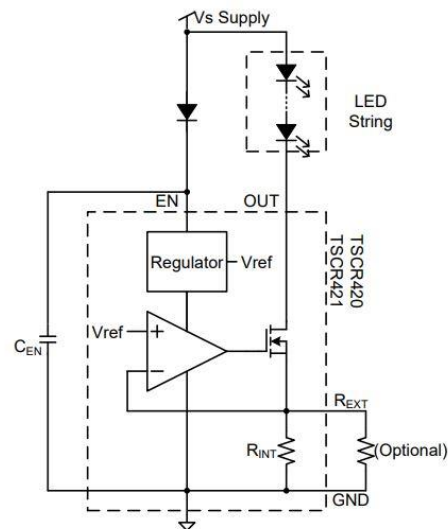 Vs Supply
LED
String
EN
OUT
Regulator
Vref
TSCR420
TSCR421
Vref
+
−
CEN
REXT
RINT
(Optional)
GND